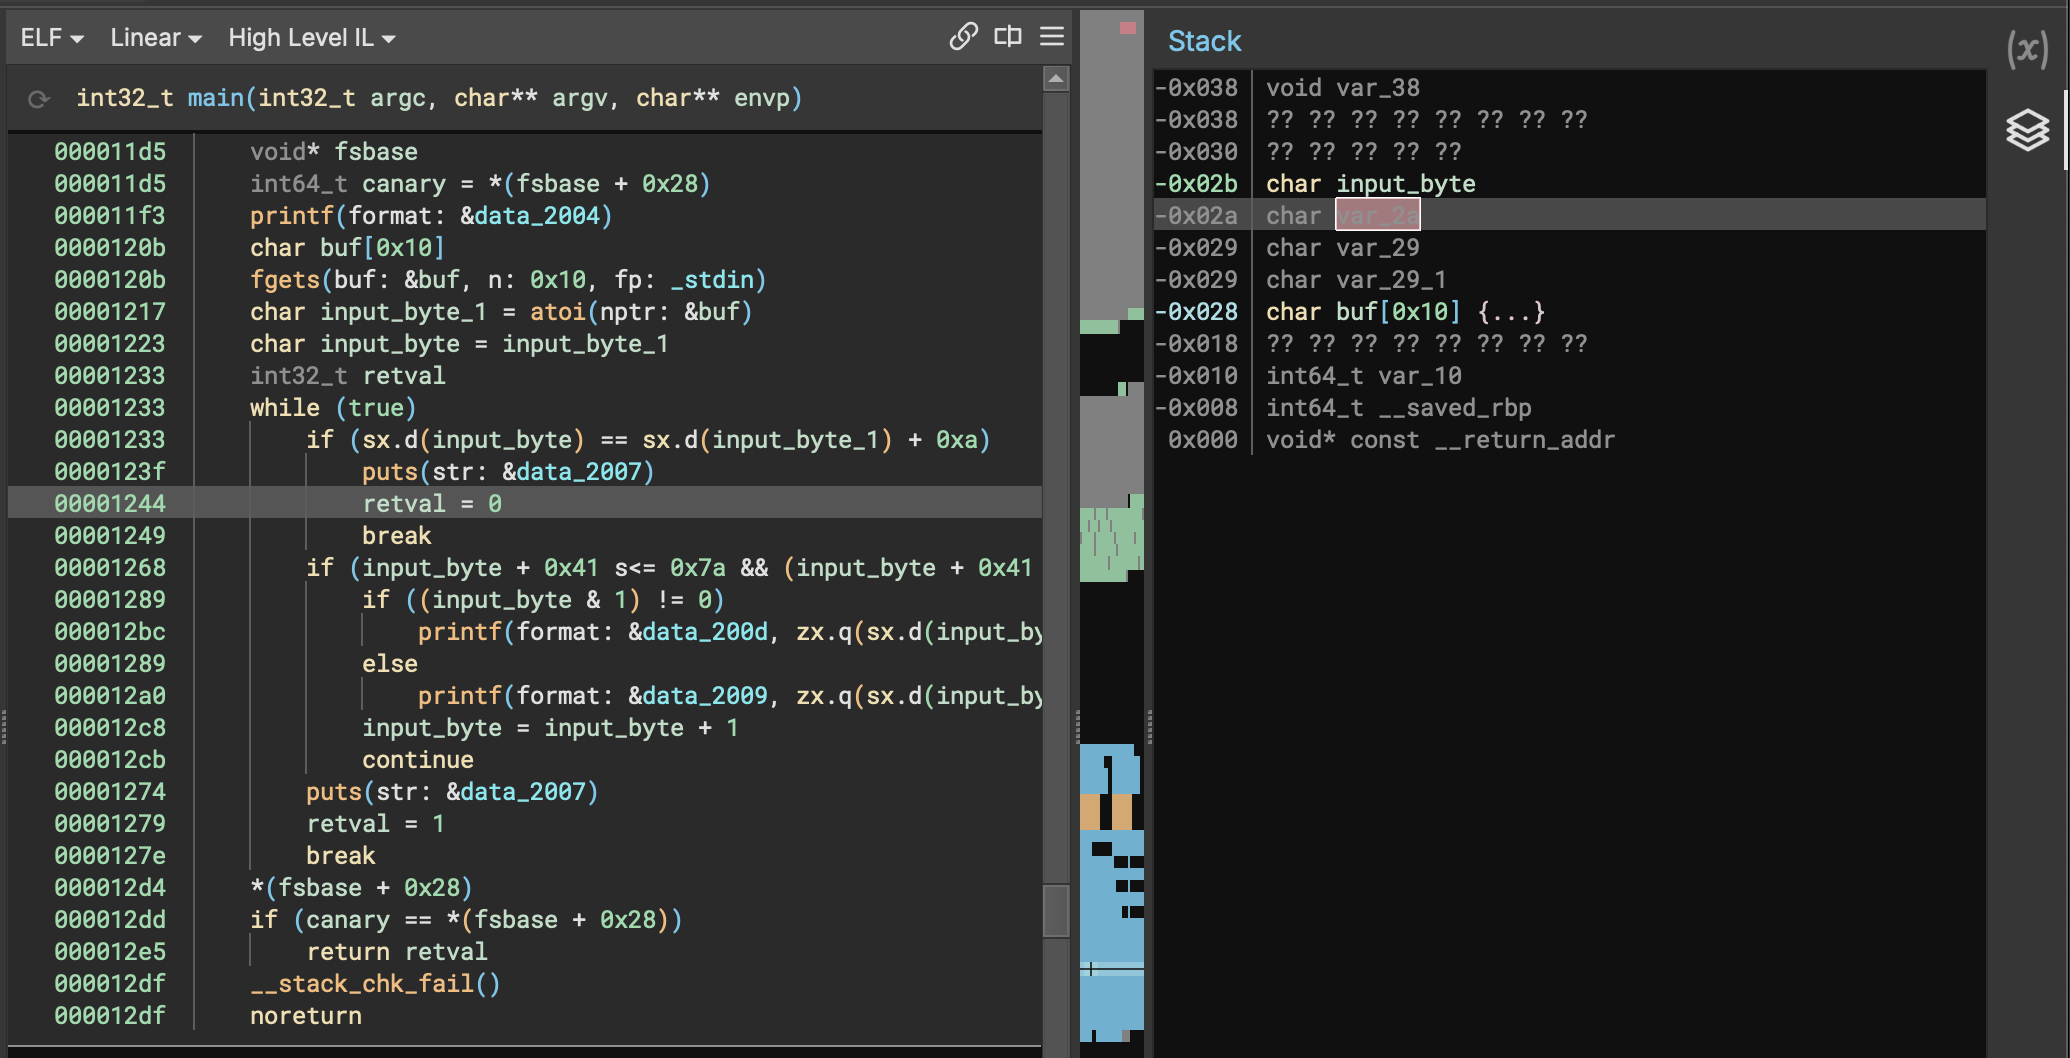 ELF Linear High Level IL
int32_t main(int32_t argc, char** argv, char** envp)
000011d5 void* fsbase
000011d5 int64_t canary = *(fsbase + 0x28)
000011f3 printf(format: &data_2004)
0000120b char buf[0x10]
0000120b fgets(buf: &buf, n: 0x10, fp: _stdin)
00001217 char input_byte_1 = atoi(nptr: &buf)
00001223 char input_byte = input_byte_1
00001233 int32_t retval
00001233 while (true)
00001233 if (sx.d(input_byte) == sx.d(input_byte_1) + 0xa)
0000123f puts(str: &data_2007)
00001244 retval = 0
00001249 break
00001268 if (input_byte + 0x41 s<= 0x7a && (input_byte + 0x41
00001289 if ((input_byte & 1) != 0)
000012bc printf(format: &data_200d, zx.q(sx.d(input_by
00001289 else
000012a0 printf(format: &data_2009, zx.q(sx.d(input_by
000012c8 input_byte = input_byte + 1
000012cb continue
00001274 puts(str: &data_2007)
00001279 retval = 1
0000127e break
000012d4 *(fsbase + 0x28)
000012dd if (canary == *(fsbase + 0x28))
000012e5 return retval
000012df __stack_chk_fail()
000012df noreturn
Stack
(x)
-0x038 void var_38
-0x038 ?? ?? ?? ?? ?? ?? ?? ??
-0x030 ?? ?? ?? ?? ??
-0x02b char input_byte
-0x02a char var_2a
-0x029 char var_29
-0x029 char var_29_1
-0x028 char buf[0x10] {...}
-0x018 ?? ?? ?? ?? ?? ?? ?? ??
-0x010 int64_t var_10
-0x008 int64_t __saved_rbp
0x000 void* const __return_addr